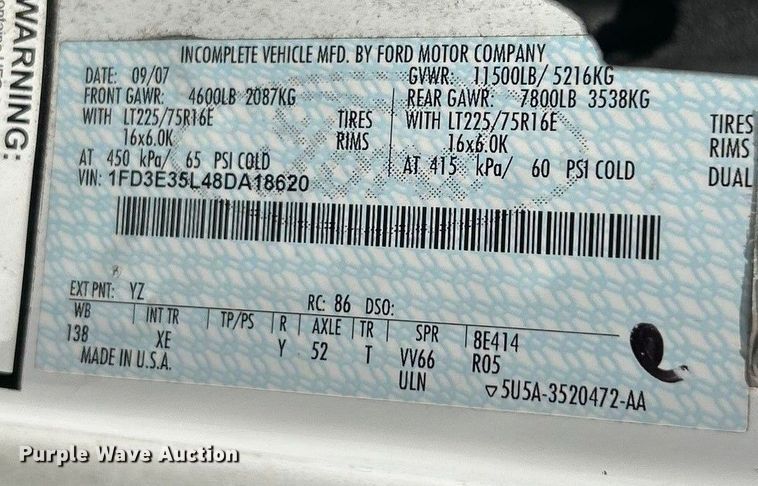 WARNING:
INCOMPLETE VEHICLE MFD. BY FORD MOTOR COMPANY
DATE: 09/07 GVWR: 11500LB/ 5216KG
FRONT GAWR: 4600LB 2087KG REAR GAWR: 7800LB 3538KG
WITH LT225/75R16E TIRES WITH LT225/75R16E TIRES
16x6.0K RIMS 16x6.0K RIMS
AT 450 kPa/ 65 PSI COLD AT 415 kPa/ 60 PSI COLD DUAL
VIN: 1FD3E35L48DA18620
EXT PNT: YZ RC: 86 DSO:
WB INT TR TP/PS R AXLE TR SPR 8E414
138 XE Y 52 T VV66 R05
MADE IN U.S.A. ULN ▽5U5A-3520472-AA
Purple Wave Auction